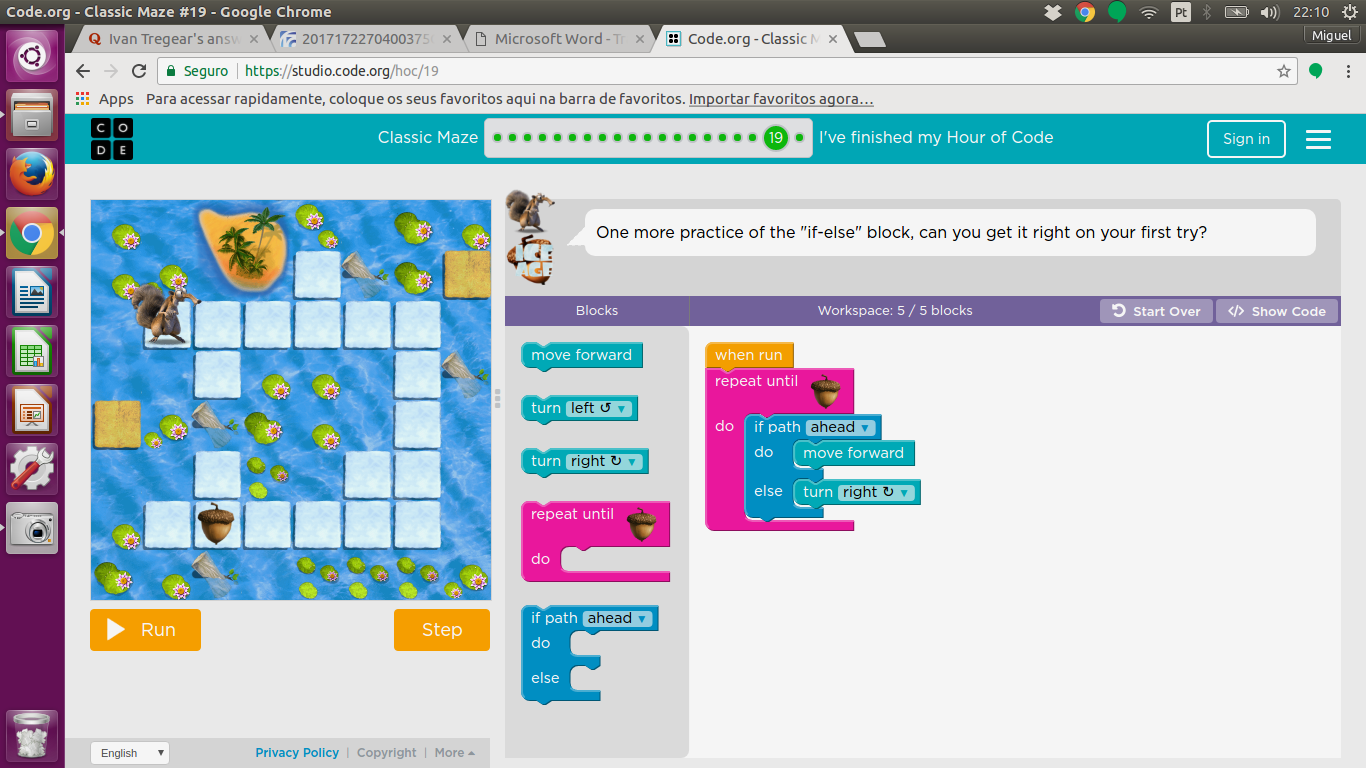 Code.org - Classic Maze #19 - Google Chrome
Pt
22:10
Ivan Tregear's answ
Microsoft Word - Tr
Code.org - Classic M
Miguel
Seguro
https://studio.code.org/hoc/19
Apps
Para acessar rapidamente, coloque os seus favoritos aqui na barra de favoritos. Importar favoritos agora...
C O
D E
Classic Maze
19
I've finished my Hour of Code
Sign in
One more practice of the "if-else" block, can you get it right on your first try?
ICE
AGE
Blocks
Workspace: 5 / 5 blocks
Start Over
</> Show Code
move forward
turn left ↺ ▼
turn right ↻ ▼
repeat until
do
if path ahead ▼
do
else
when run
repeat until
do
if path ahead ▼
do
move forward
else
turn right ↻ ▼
Run
Step
English ▼
Privacy Policy | Copyright | More